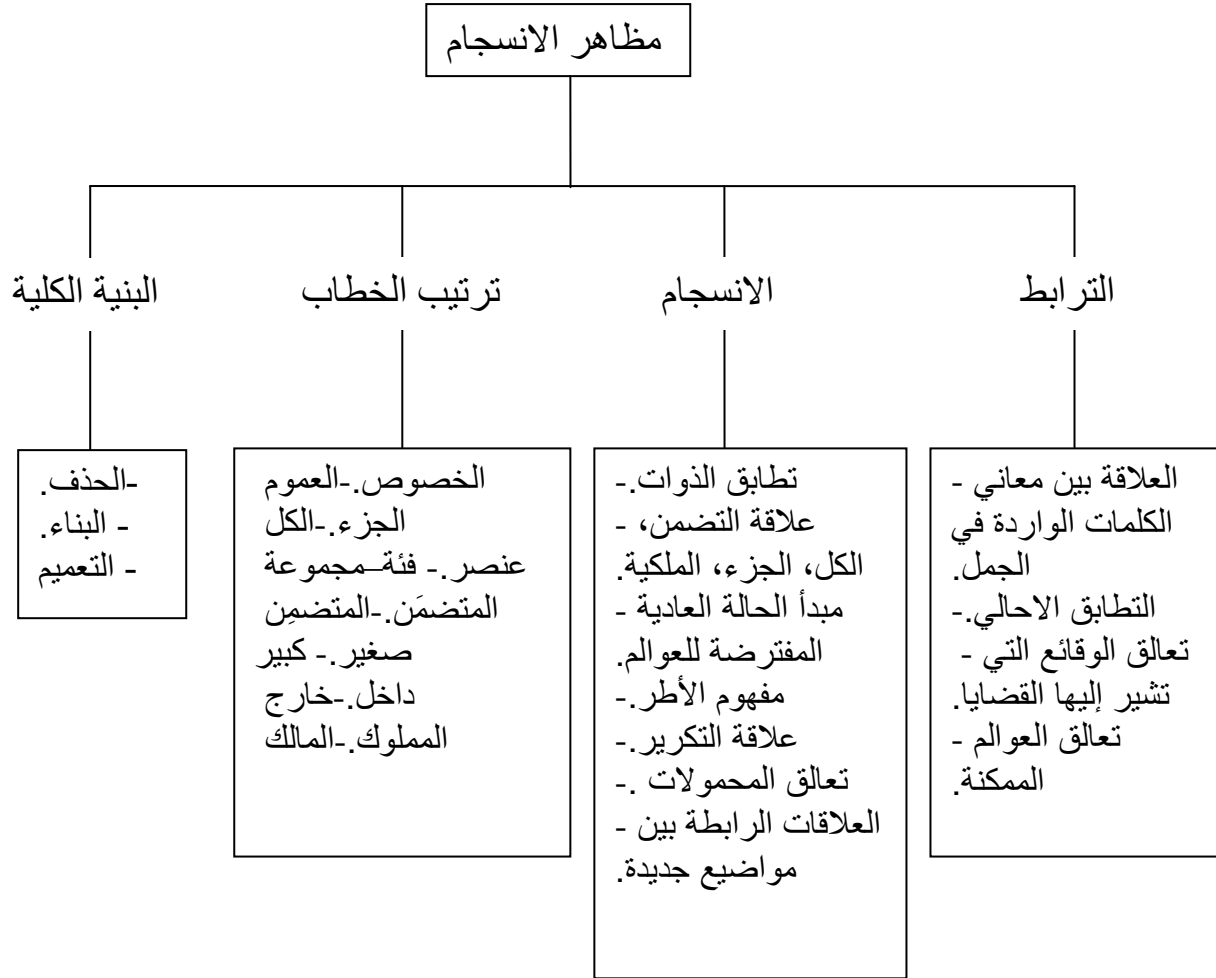 مظاهر الانسجام
الترابط
الانسجام
ترتيب الخطاب
البنية الكلية
العلاقة بين معاني -
الكلمات الواردة في
الجمل.
التطابق الاحالي.-
تعالق الوقائع التي -
تشير إليها القضايا.
تعالق العوالم -
الممكنة.
تطابق الذوات.-
علاقة التضمن، -
الكل، الجزء، الملكية.
مبدأ الحالة العادية -
المفترضة للعوالم.
مفهوم الأطر.-
علاقة التكرير.-
تعالق المحمولات .-
العلاقات الرابطة بين -
مواضيع جديدة.
الخصوص.-العموم
الجزء.-الكل
عنصر.- فئة–مجموعة
المتضمَن.-المتضمِن
صغير.- كبير
داخل.-خارج
المملوك.-المالك
-الحذف.
- البناء.
- التعميم